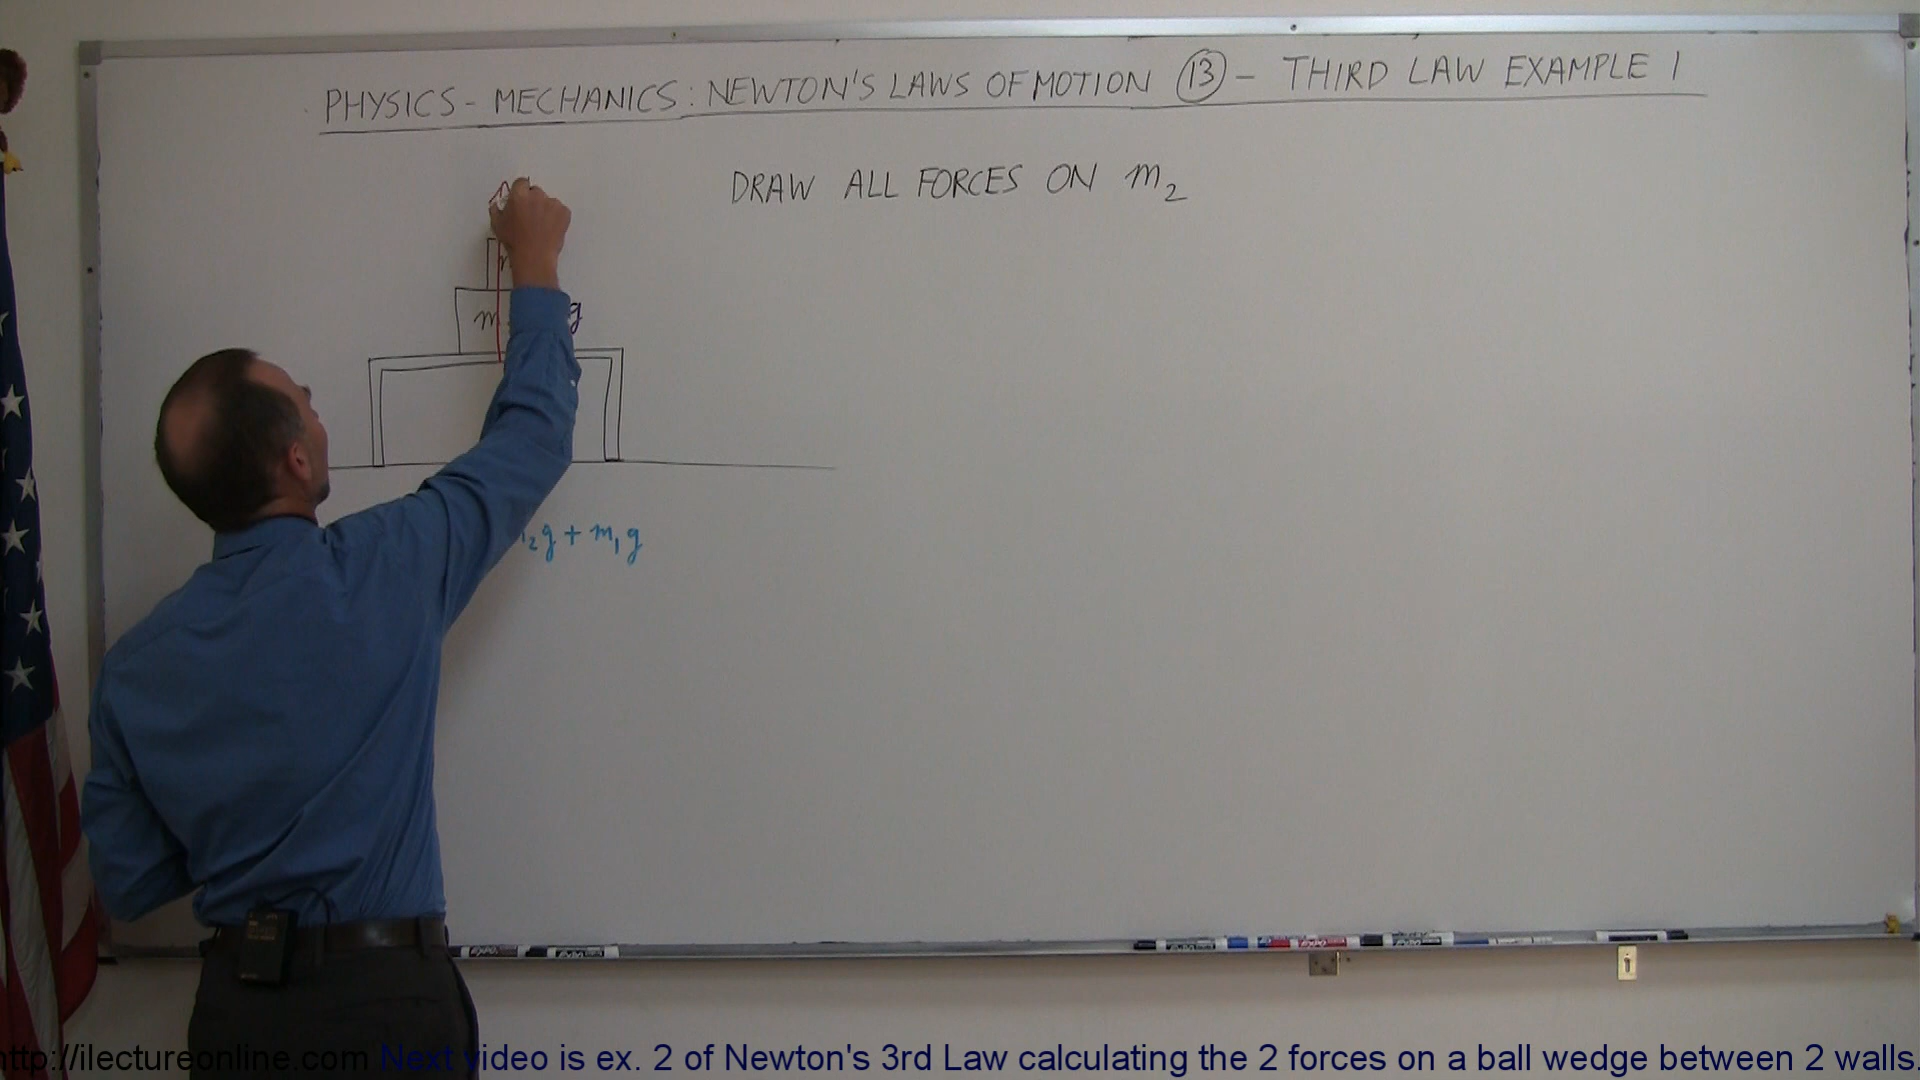 PHYSICS - MECHANICS: NEWTON'S LAWS OF MOTION 13 - THIRD LAW EXAMPLE 1
DRAW ALL FORCES ON m₂
m
g
₂g + m₁g
http://ilectureonline.com Next video is ex. 2 of Newton's 3rd Law calculating the 2 forces on a ball wedge between 2 walls.